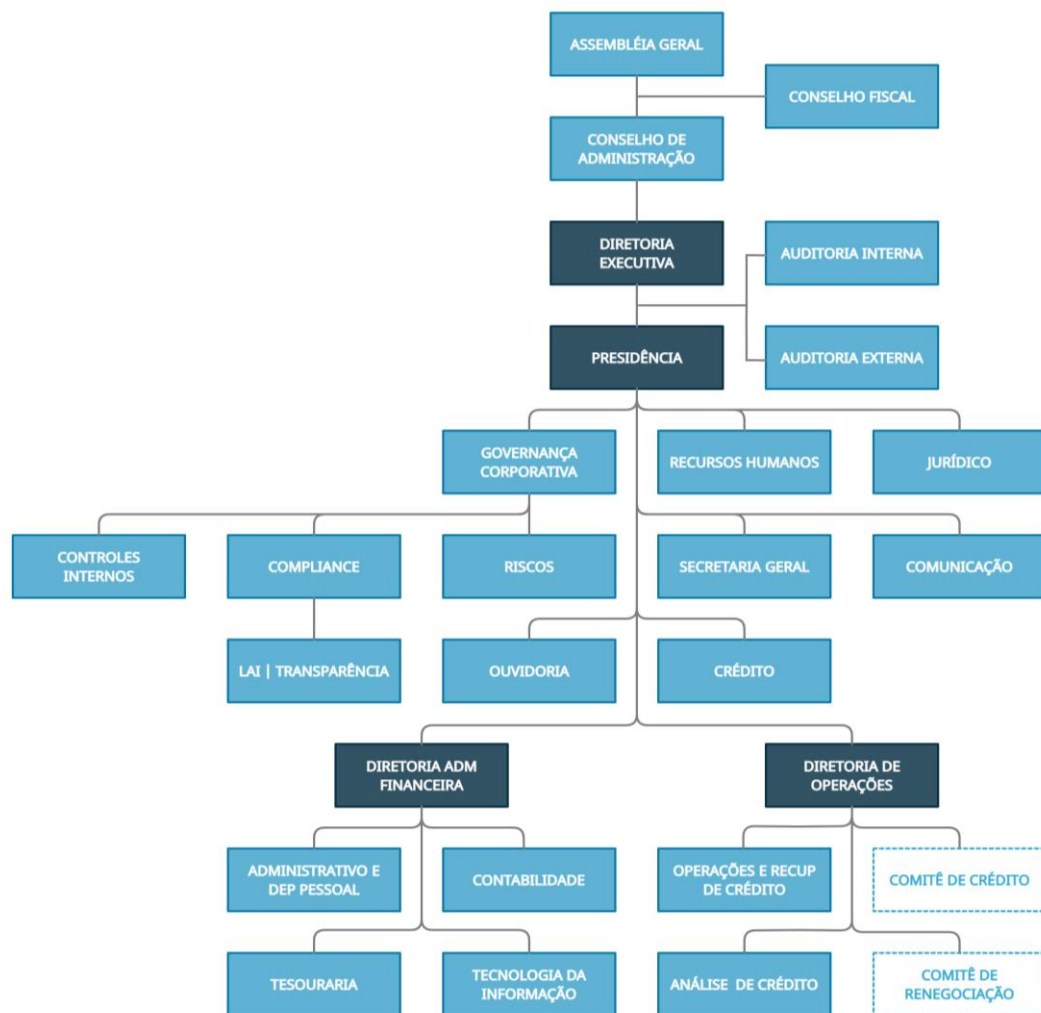 ASSEMBLÉIA GERAL
CONSELHO FISCAL
CONSELHO DE
ADMINISTRAÇÃO
DIRETORIA
EXECUTIVA
AUDITORIA INTERNA
PRESIDÊNCIA
AUDITORIA EXTERNA
GOVERNANÇA
CORPORATIVA
RECURSOS HUMANOS
JURÍDICO
CONTROLES
INTERNOS
COMPLIANCE
RISCOS
SECRETARIA GERAL
COMUNICAÇÃO
LAI | TRANSPARÊNCIA
OUVIDORIA
CRÉDITO
DIRETORIA ADM
FINANCEIRA
DIRETORIA DE
OPERAÇÕES
ADMINISTRATIVO E
DEP PESSOAL
CONTABILIDADE
OPERAÇÕES E RECUP
DE CRÉDITO
COMITÊ DE CRÉDITO
TESOURARIA
TECNOLOGIA DA
INFORMAÇÃO
ANÁLISE DE CRÉDITO
COMITÊ DE
RENEGOCIAÇÃO